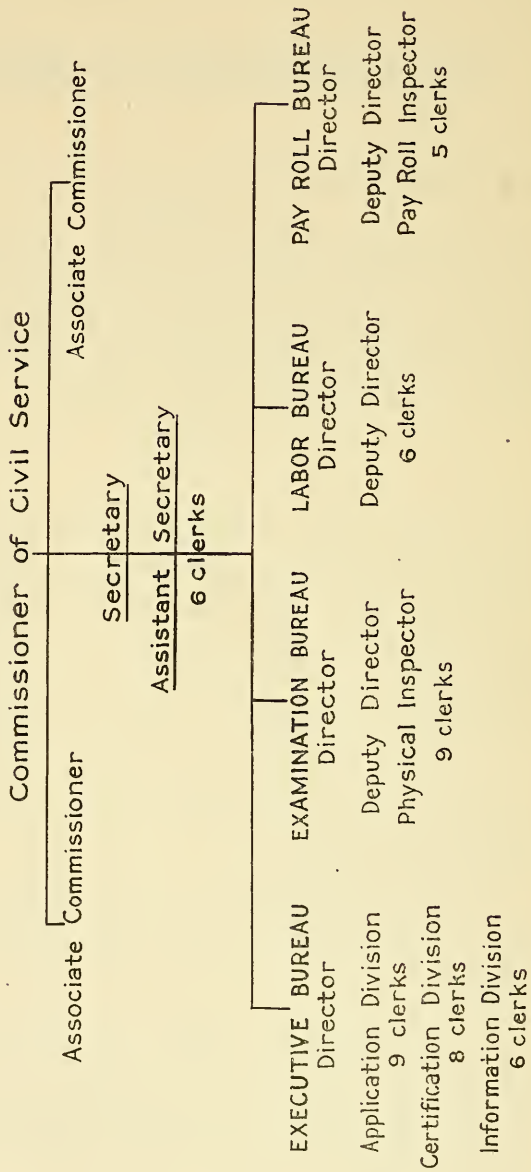 Commissioner of Civil Service
Associate Commissioner
Associate Commissioner
Secretary
Assistant Secretary
6 clerks
EXECUTIVE BUREAU
Director
Application Division
9 clerks
Certification Division
8 clerks
Information Division
6 clerks
EXAMINATION BUREAU
Director
Deputy Director
Physical Inspector
9 clerks
LABOR BUREAU
Director
Deputy Director
6 clerks
PAY ROLL BUREAU
Director
Deputy Director
Pay Roll Inspector
5 clerks